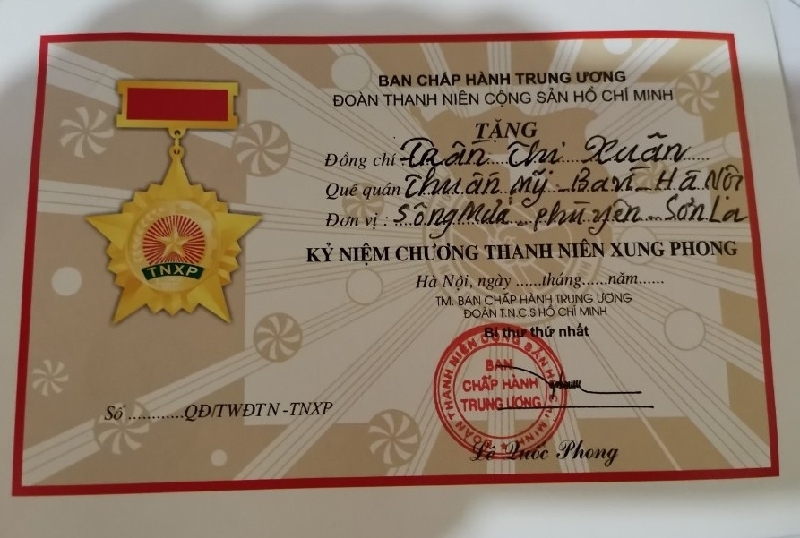 BAN CHẤP HÀNH TRUNG ƯƠNG
ĐOÀN THANH NIÊN CỘNG SẢN HỒ CHÍ MINH
TẶNG
Đồng chí Trần Thị Xuân
Quê quán Thuần Mỹ Bavì Hà Nội
Đơn vị : Sông Mua Phù yên Sơn La
KỶ NIỆM CHƯƠNG THANH NIÊN XUNG PHONG
Hà Nội, ngày ......tháng......năm......
TM. BAN CHẤP HÀNH TRUNG ƯƠNG
ĐOÀN T.N.C.S HỒ CHÍ MINH
Bí thư thứ nhất
BAN
CHẤP HÀNH
TRUNG ƯƠNG
Lê Quốc Phong
Số ............QĐ/TWĐTN -TNXP
TNXP